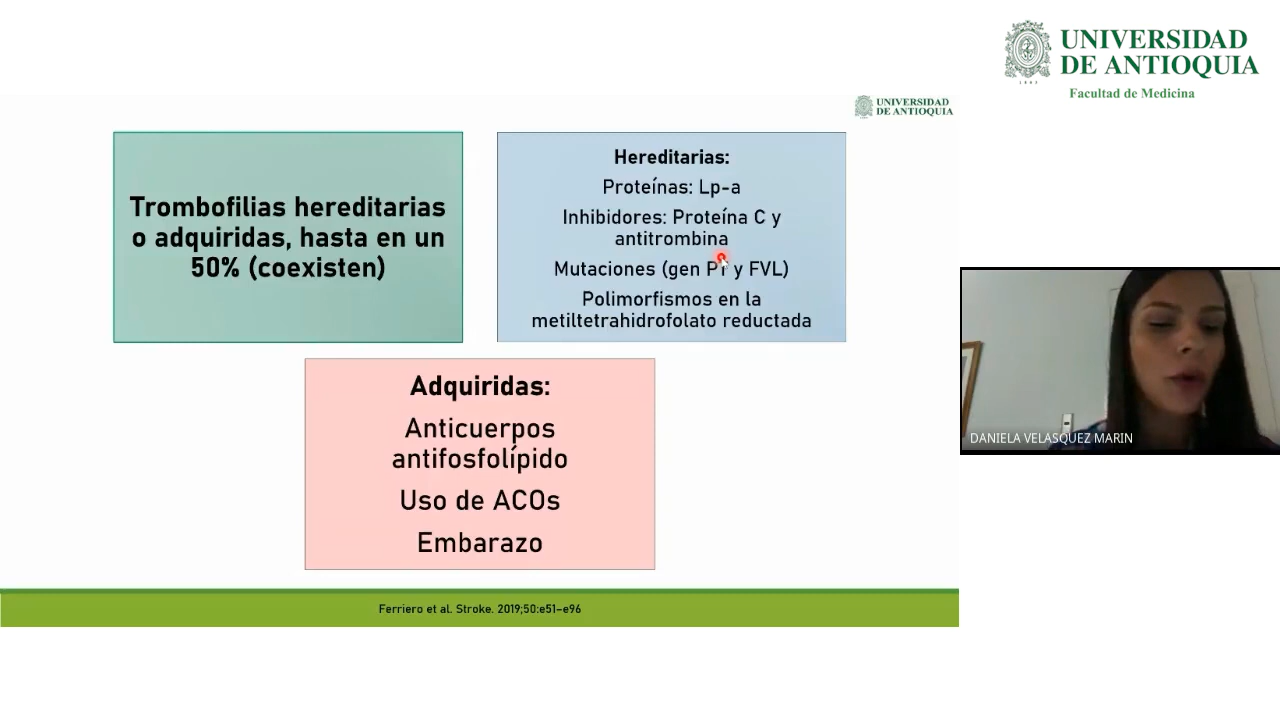 UNIVERSIDAD
DE ANTIOQUIA
1803
Facultad de Medicina
UNIVERSIDAD
DE ANTIOQUIA
Trombofilias hereditarias
o adquiridas, hasta en un
50% (coexisten)
Hereditarias:
Proteínas: Lp-a
Inhibidores: Proteína C y
antitrombina
Mutaciones (gen PT y FVL)
Polimorfismos en la
metiltetrahidrofolato reductada
Adquiridas:
Anticuerpos
antifosfolípido
Uso de ACOs
Embarazo
Ferriero et al. Stroke. 2019;50:e51–e96
DANIELA VELASQUEZ MARIN